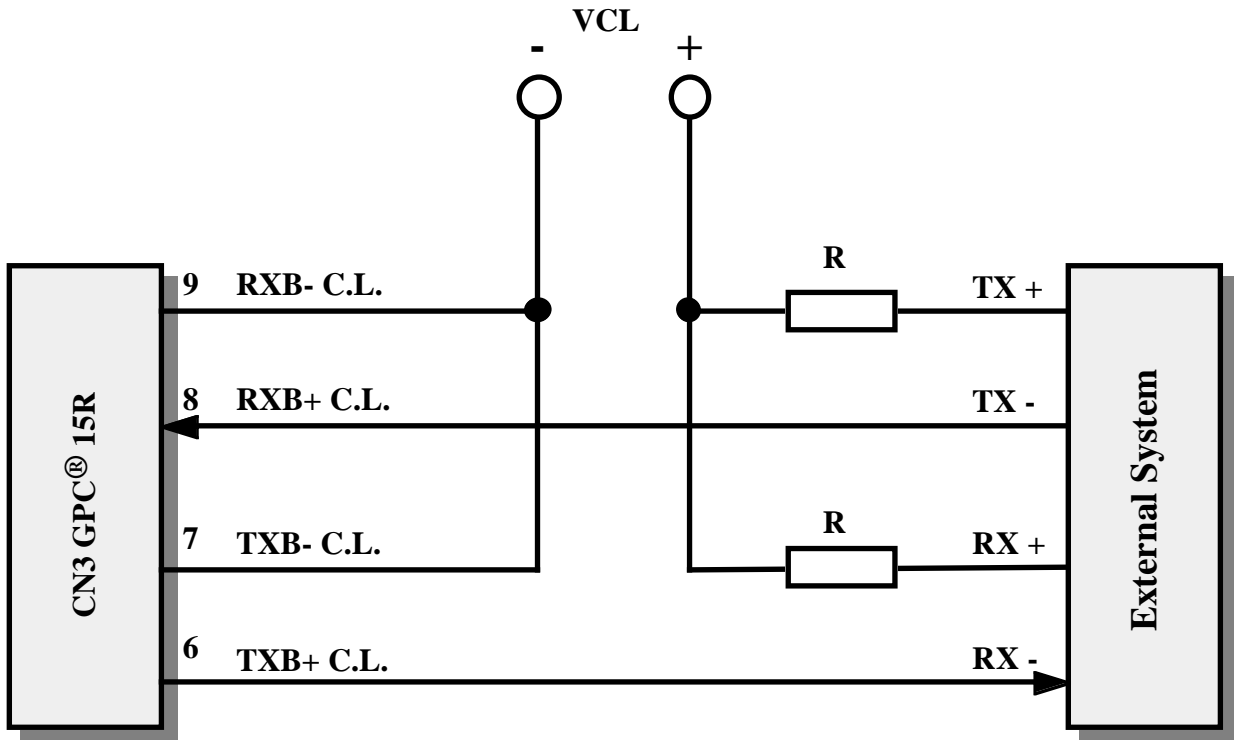 VCL
- +
R
9 RXB- C.L. TX +
8 RXB+ C.L. TX -
R
7 TXB- C.L. RX +
6 TXB+ C.L. RX -
CN3 GPC® 15R
External System